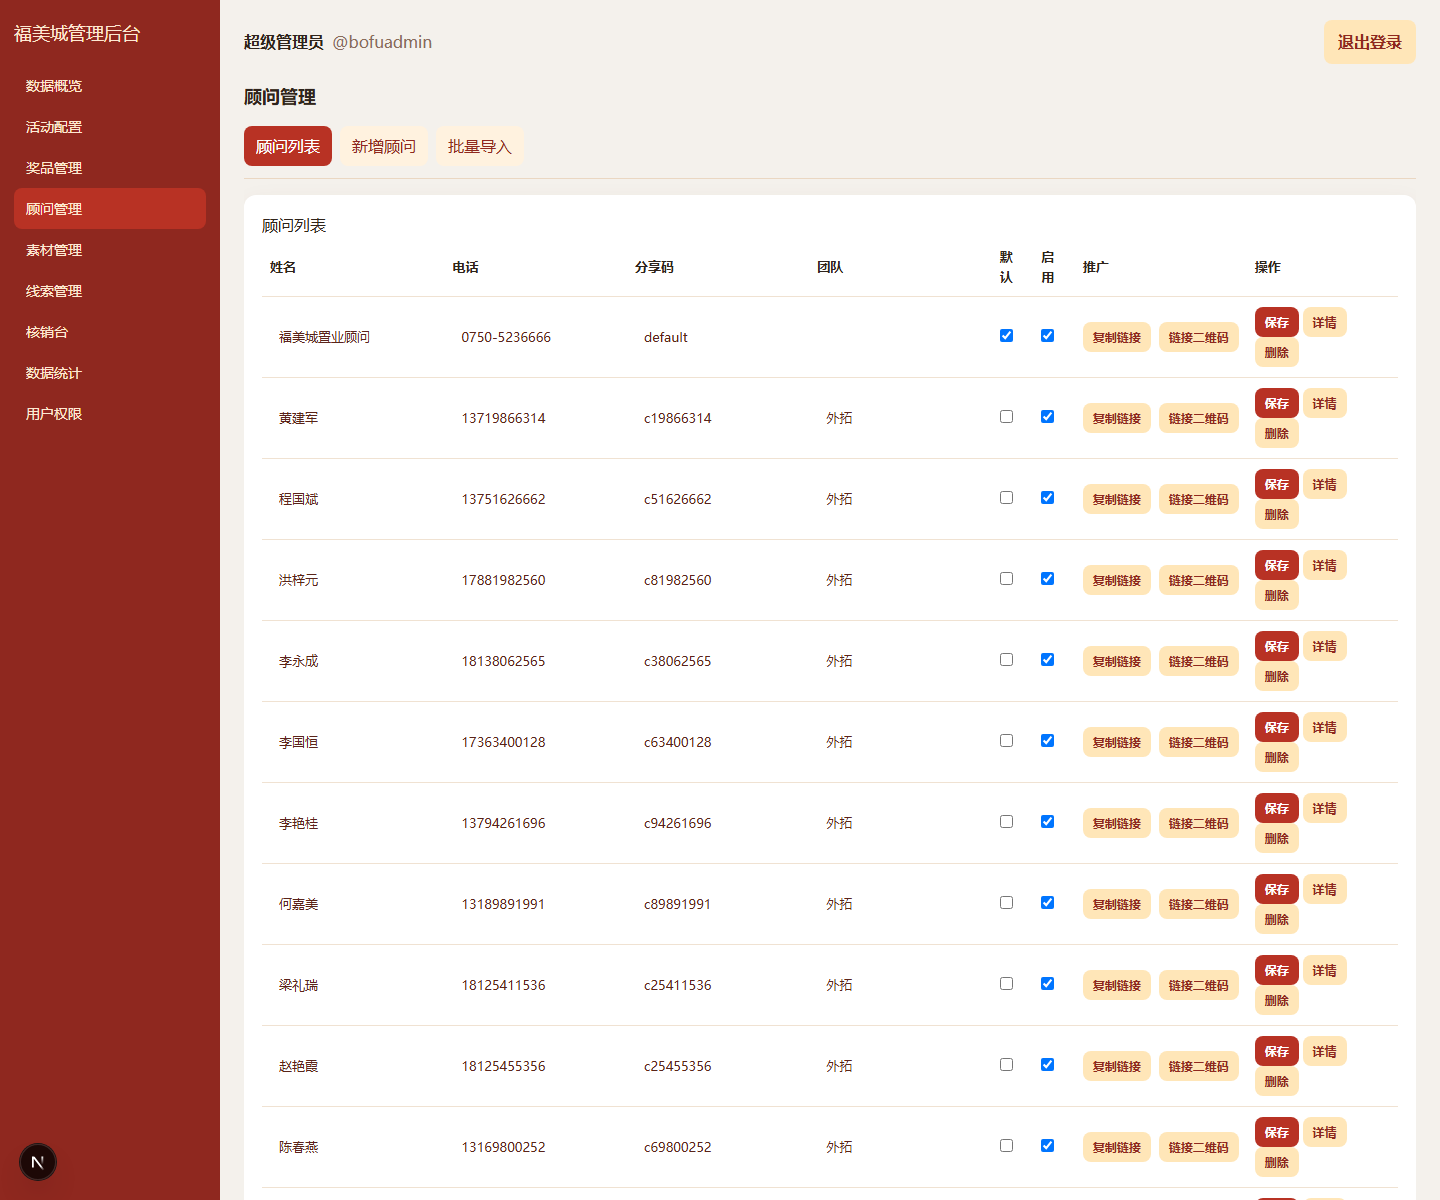 福美城管理后台
数据概览
活动配置
奖品管理
顾问管理
素材管理
线索管理
核销台
数据统计
用户权限
N
超级管理员 @bofuadmin
退出登录
顾问管理
顾问列表 新增顾问 批量导入
顾问列表
姓名 电话 分享码 团队 默认 启用 推广 操作
福美城置业顾问 0750-5236666 default 复制链接 链接二维码 保存 详情 删除
黄建军 13719866314 c19866314 外拓 复制链接 链接二维码 保存 详情 删除
程国斌 13751626662 c51626662 外拓 复制链接 链接二维码 保存 详情 删除
洪梓元 17881982560 c81982560 外拓 复制链接 链接二维码 保存 详情 删除
李永成 18138062565 c38062565 外拓 复制链接 链接二维码 保存 详情 删除
李国恒 17363400128 c63400128 外拓 复制链接 链接二维码 保存 详情 删除
李艳桂 13794261696 c94261696 外拓 复制链接 链接二维码 保存 详情 删除
何嘉美 13189891991 c89891991 外拓 复制链接 链接二维码 保存 详情 删除
梁礼瑞 18125411536 c25411536 外拓 复制链接 链接二维码 保存 详情 删除
赵艳霞 18125455356 c25455356 外拓 复制链接 链接二维码 保存 详情 删除
陈春燕 13169800252 c69800252 外拓 复制链接 链接二维码 保存 详情 删除